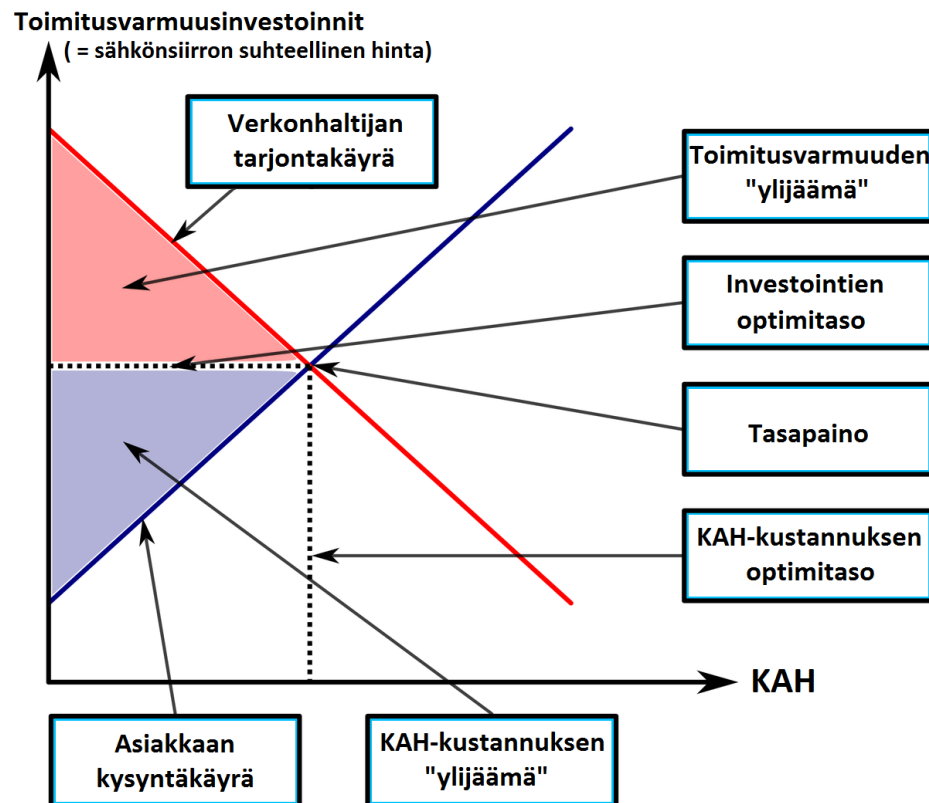 Toimitusvarmuusinvestoinnit
( = sähkönsiirron suhteellinen hinta)
Verkonhaltijan
tarjontakäyrä
Toimitusvarmuuden
"ylijäämä"
Investointien
optimitaso
Tasapaino
KAH-kustannuksen
optimitaso
KAH
Asiakkaan
kysyntäkäyrä
KAH-kustannuksen
"ylijäämä"